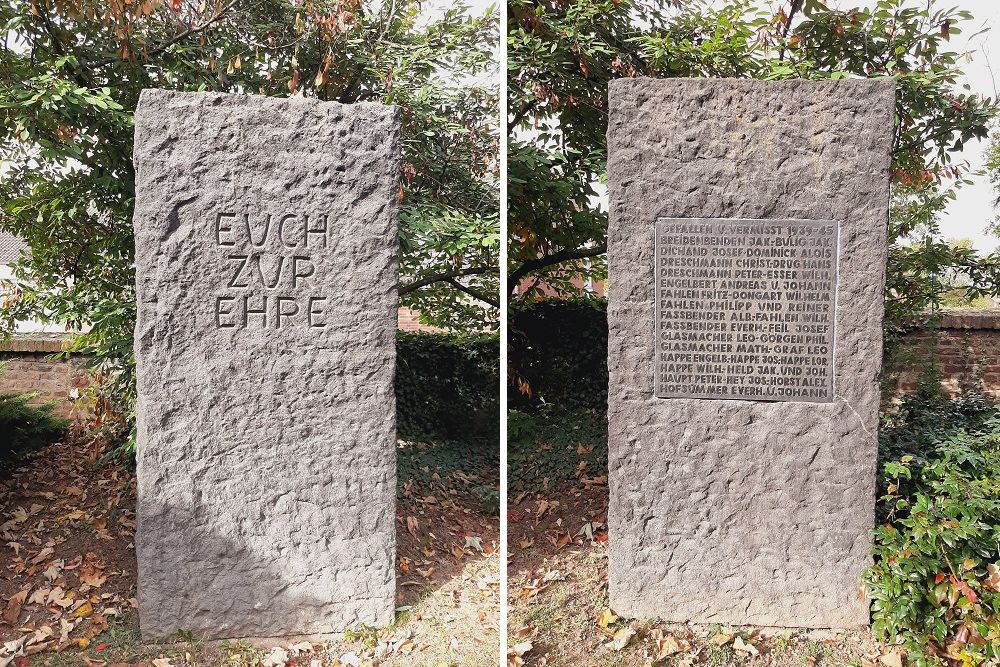 EUCH
ZUR
EHRE
GEFALLEN U. VERMISST 1939-45
BREIDENBENDEN JAK.·BULIG JAK.
DICHAND JOSEF·DOMINICK ALOIS
DRESCHMANN CHRIST·DRUG HANS
DRESCHMANN PETER·ESSER WILH.
ENGELBERT ANDREAS U. JOHANN
FAHLEN FRITZ·DONGART WILHELM
FAHLEN PHILIPP UND REINER
FASSBENDER ALB.·FAHLEN WILH.
FASSBENDER EVERH.·FEIL JOSEF
GLASMACHER LEO·GORGEN PHIL.
GLASMACHER MATH.·GRAF LEO
HAPPE ENGELB·HAPPE JOS·HAPPE LOR.
HAPPE WILH.·HELD JAK. UND JOH.
HAUPT PETER·HEY JOS·HORST ALEX.
HOFSÜMMER EVERH. U. JOHANN